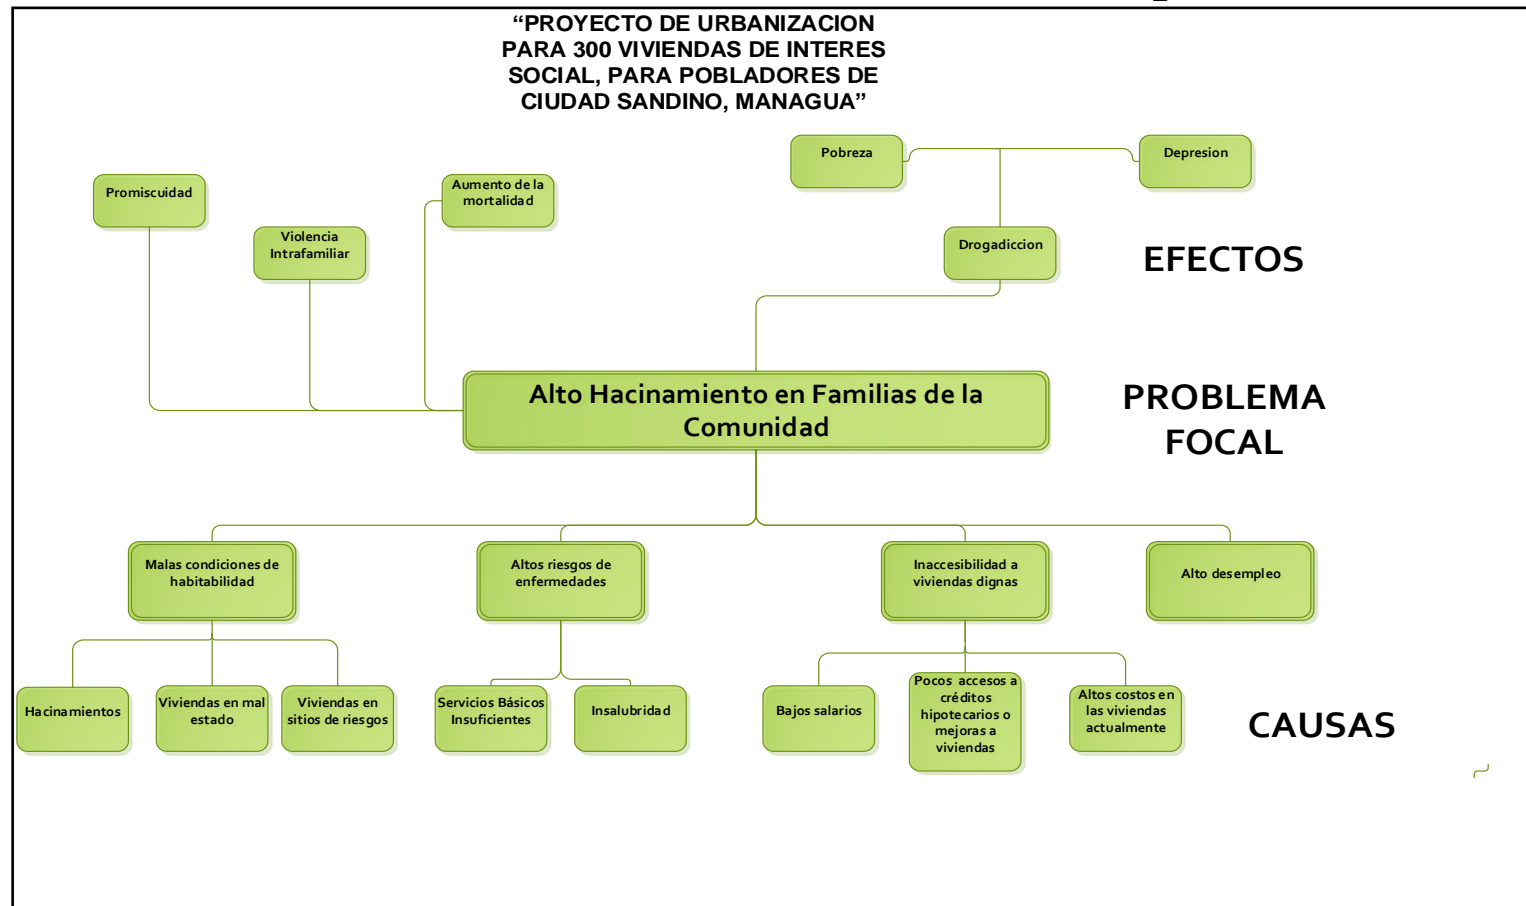 “PROYECTO DE URBANIZACION
PARA 300 VIVIENDAS DE INTERES
SOCIAL, PARA POBLADORES DE
CIUDAD SANDINO, MANAGUA”
Pobreza
Depresion
Promiscuidad
Aumento de la
mortalidad
Violencia
Intrafamiliar
Drogadiccion
EFECTOS
Alto Hacinamiento en Familias de la
Comunidad
PROBLEMA
FOCAL
Malas condiciones de
habitabilidad
Altos riesgos de
enfermedades
Inaccesibilidad a
viviendas dignas
Alto desempleo
Hacinamientos
Viviendas en mal
estado
Viviendas en
sitios de riesgos
Servicios Básicos
Insuficientes
Insalubridad
Bajos salarios
Pocos accesos a
créditos
hipotecarios o
mejoras a
viviendas
Altos costos en
las viviendas
actualmente
CAUSAS